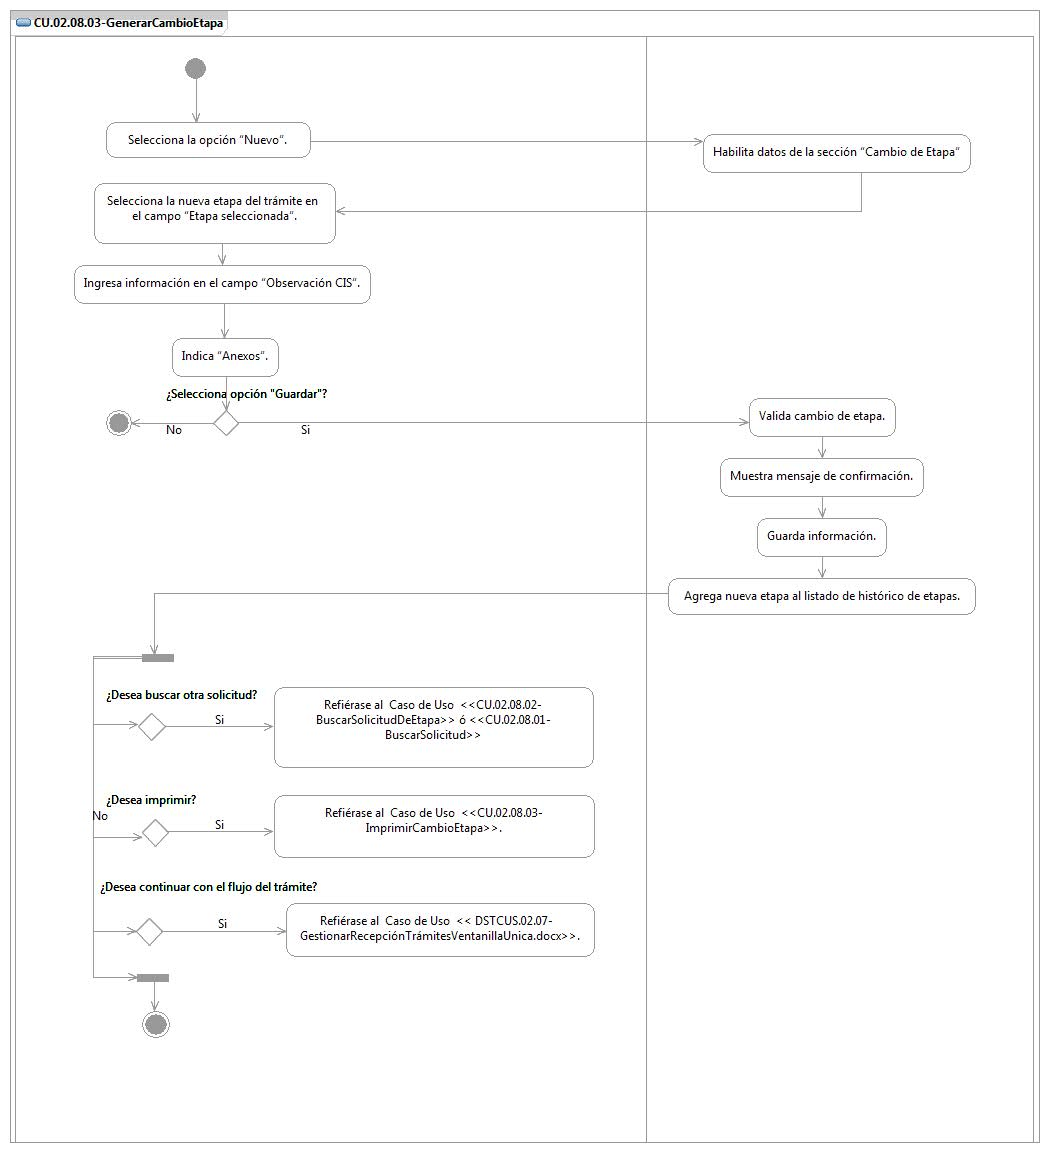 CU.02.08.03-GenerarCambioEtapa
Selecciona la opción “Nuevo”.
Habilita datos de la sección “Cambio de Etapa”
Selecciona la nueva etapa del trámite en
el campo “Etapa seleccionada”.
Ingresa información en el campo “Observación CIS”.
Indica “Anexos”.
¿Selecciona opción "Guardar"?
No
Si
Valida cambio de etapa.
Muestra mensaje de confirmación.
Guarda información.
Agrega nueva etapa al listado de histórico de etapas.
¿Desea buscar otra solicitud?
Si
Refiérase al Caso de Uso <<CU.02.08.02-
BuscarSolicitudDeEtapa>> ó <<CU.02.08.01-
BuscarSolicitud>>
¿Desea imprimir?
No
Si
Refiérase al Caso de Uso <<CU.02.08.03-
ImprimirCambioEtapa>>.
¿Desea continuar con el flujo del trámite?
Si
Refiérase al Caso de Uso << DSTCUS.02.07-
GestionarRecepciónTrámitesVentanillaUnica.docx>>.